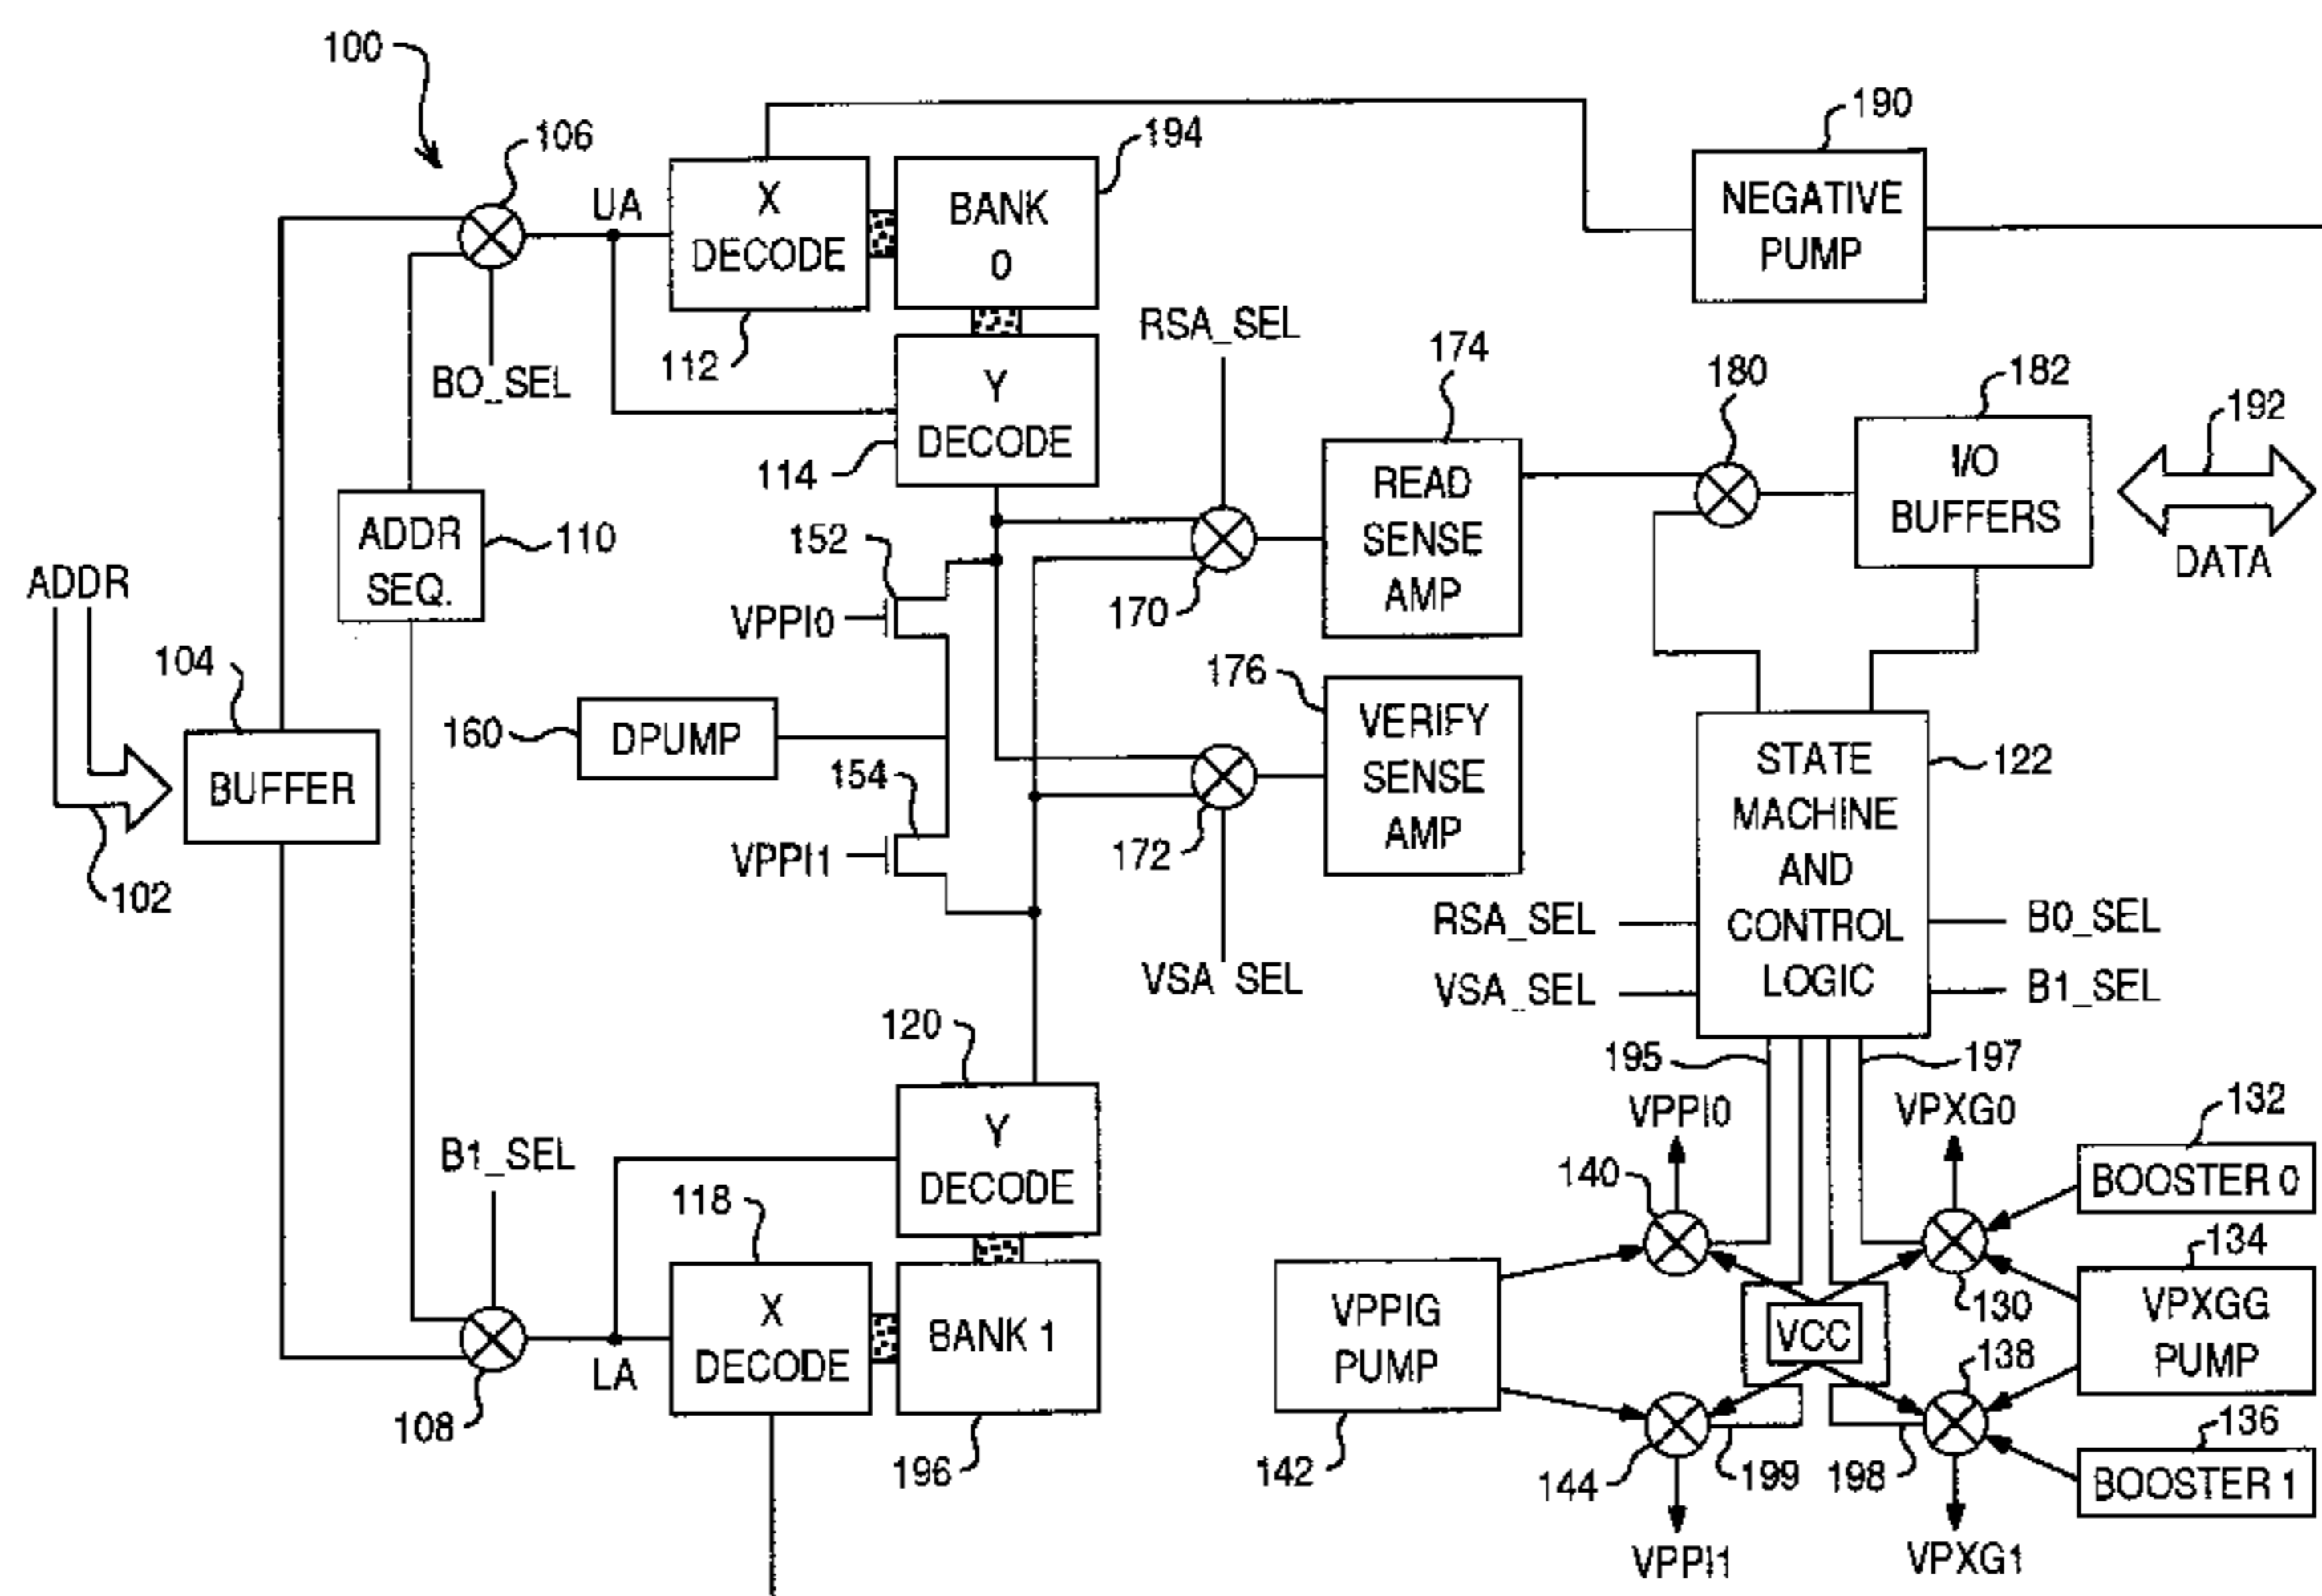 100
106
UA
X
DECODE
BANK
0
194
190
NEGATIVE
PUMP
BO_SEL
112
RSA_SEL
Y
DECODE
114
174
180
182
192
ADDR
ADDR
SEQ.
110
152
VPPI0
170
READ
SENSE
AMP
I/O
BUFFERS
DATA
104
BUFFER
102
160
DPUMP
154
VPPI1
176
VERIFY
SENSE
AMP
172
VSA SEL
STATE
MACHINE
AND
CONTROL
LOGIC
122
RSA_SEL
VSA_SEL
B0_SEL
B1_SEL
120
Y
DECODE
195
197
VPPI0
VPXG0
132
BOOSTER 0
B1_SEL
118
X
DECODE
BANK 1
LA
108
196
140
130
134
VPXGG
PUMP
VPPIG
PUMP
142
VCC
138
136
BOOSTER 1
144
199
198
VPPI1
VPXG1